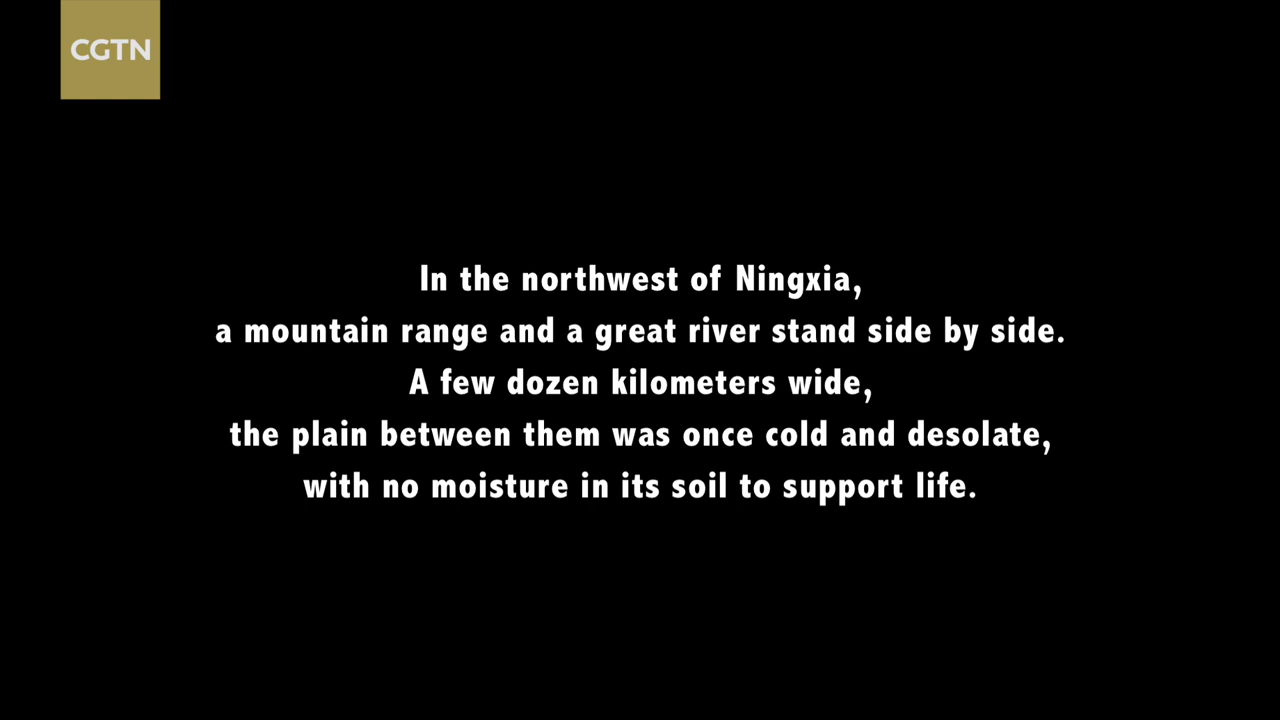 CGTN
In the northwest of Ningxia,
a mountain range and a great river stand side by side.
A few dozen kilometers wide,
the plain between them was once cold and desolate,
with no moisture in its soil to support life.